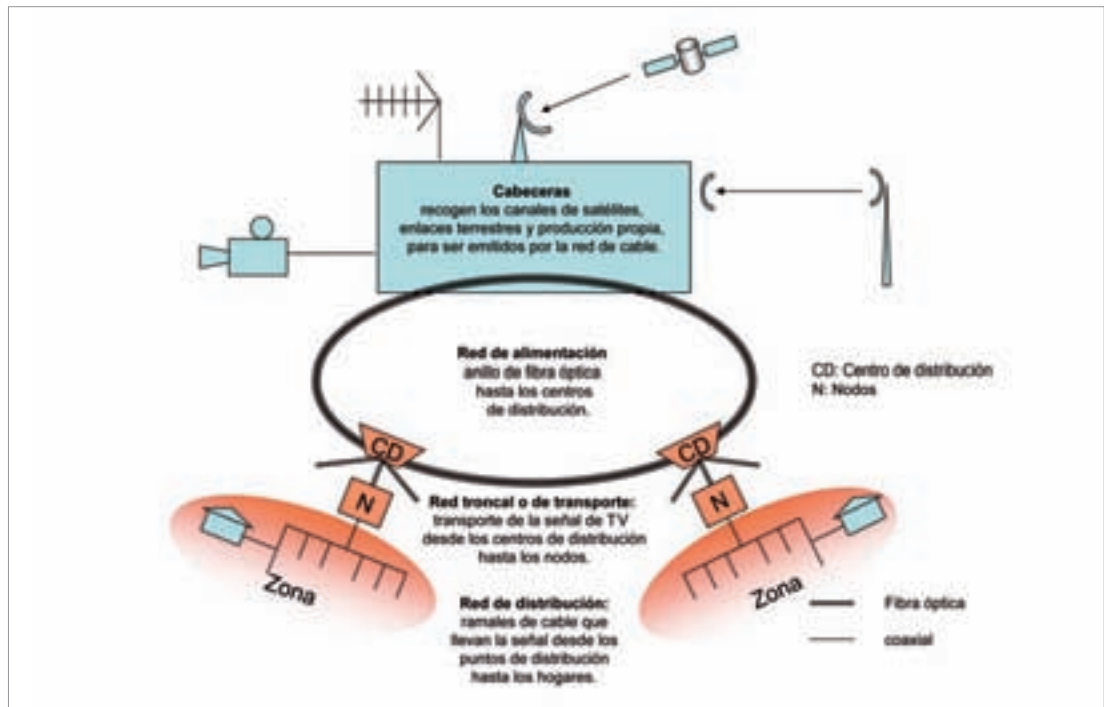 Cabeceras
recogen los canales de satélites,
enlaces terrestres y producción propia,
para ser emitidos por la red de cable.
Red de alimentación
anillo de fibra óptica
hasta los centros
de distribución.
CD: Centro de distribución
N: Nodos
CD
CD
N
N
Red troncal o de transporte:
transporte de la señal de TV
desde los centros de distribución
hasta los nodos.
Zona
Zona
Red de distribución:
ramales de cable que
llevan la señal desde los
puntos de distribución
hasta los hogares.
Fibra óptica
coaxial